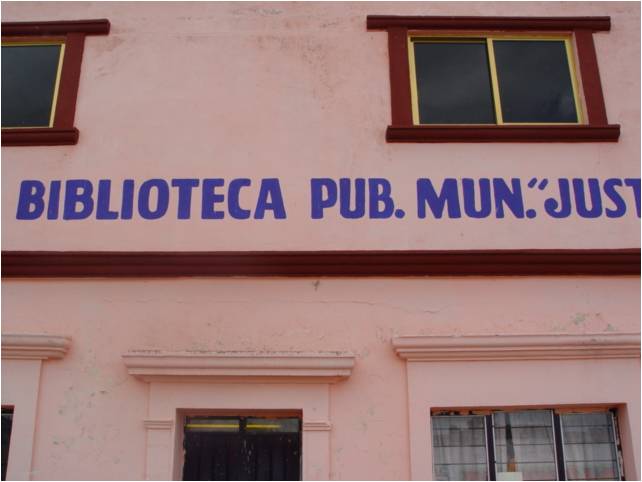 BIBLIOTECA PUB. MUN. "JUST